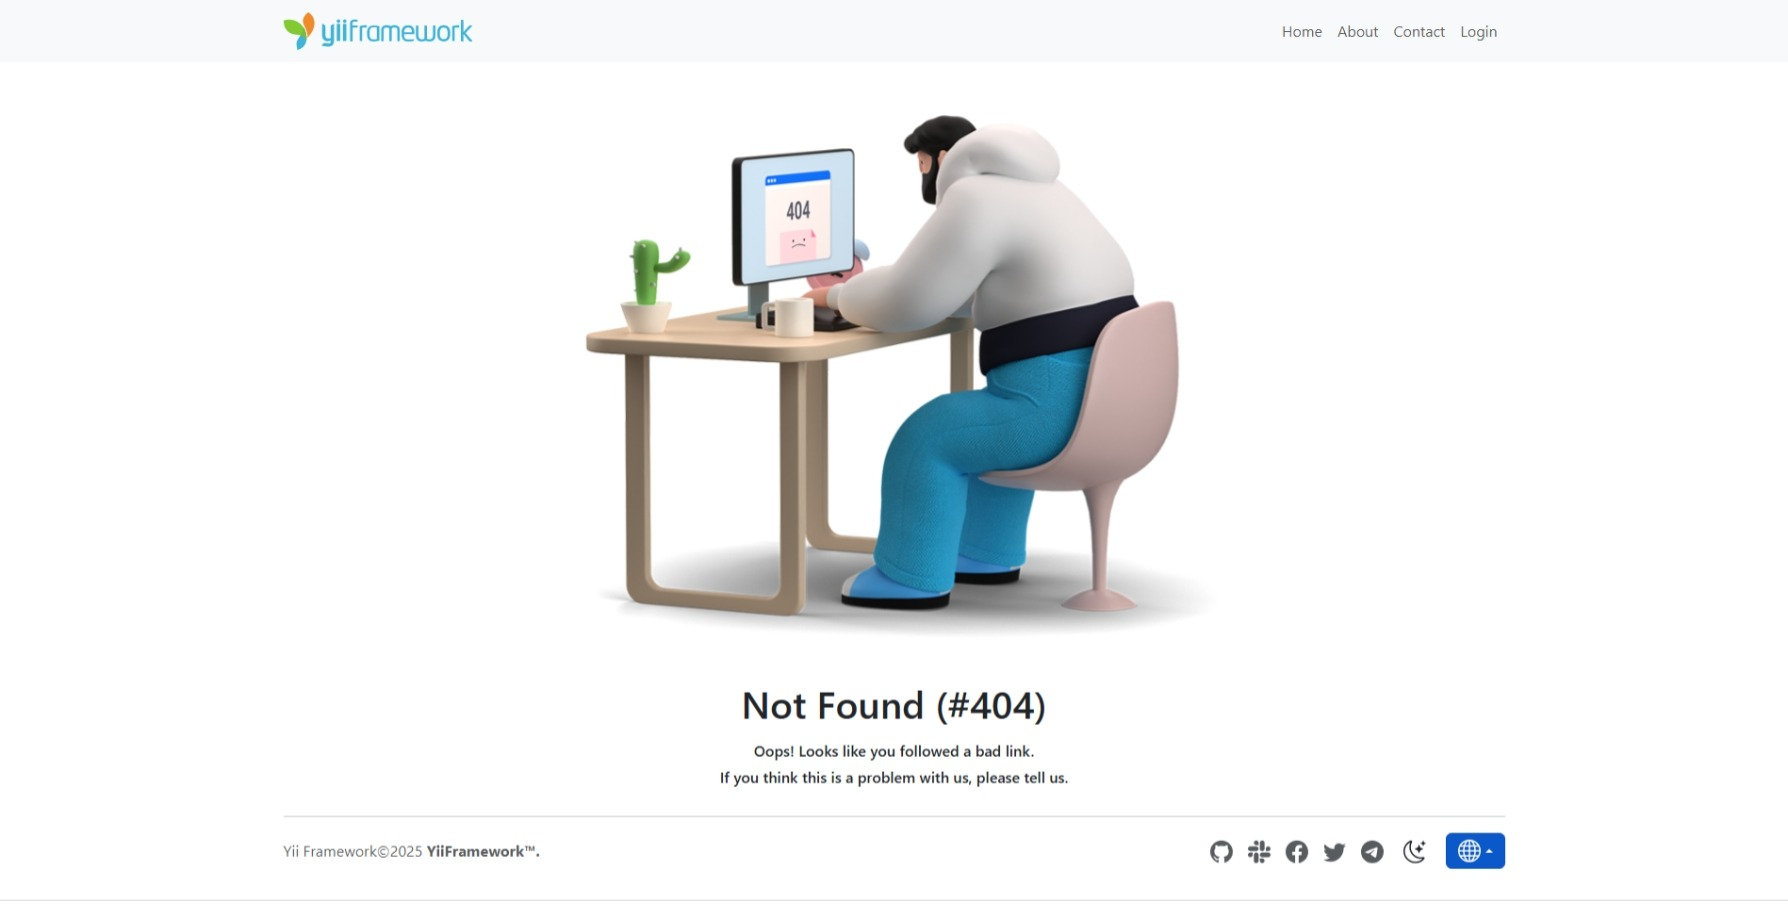 yiiframework
Home About Contact Login
404
Not Found (#404)
Oops! Looks like you followed a bad link.
If you think this is a problem with us, please tell us.
Yii Framework©2025 YiiFramework™.